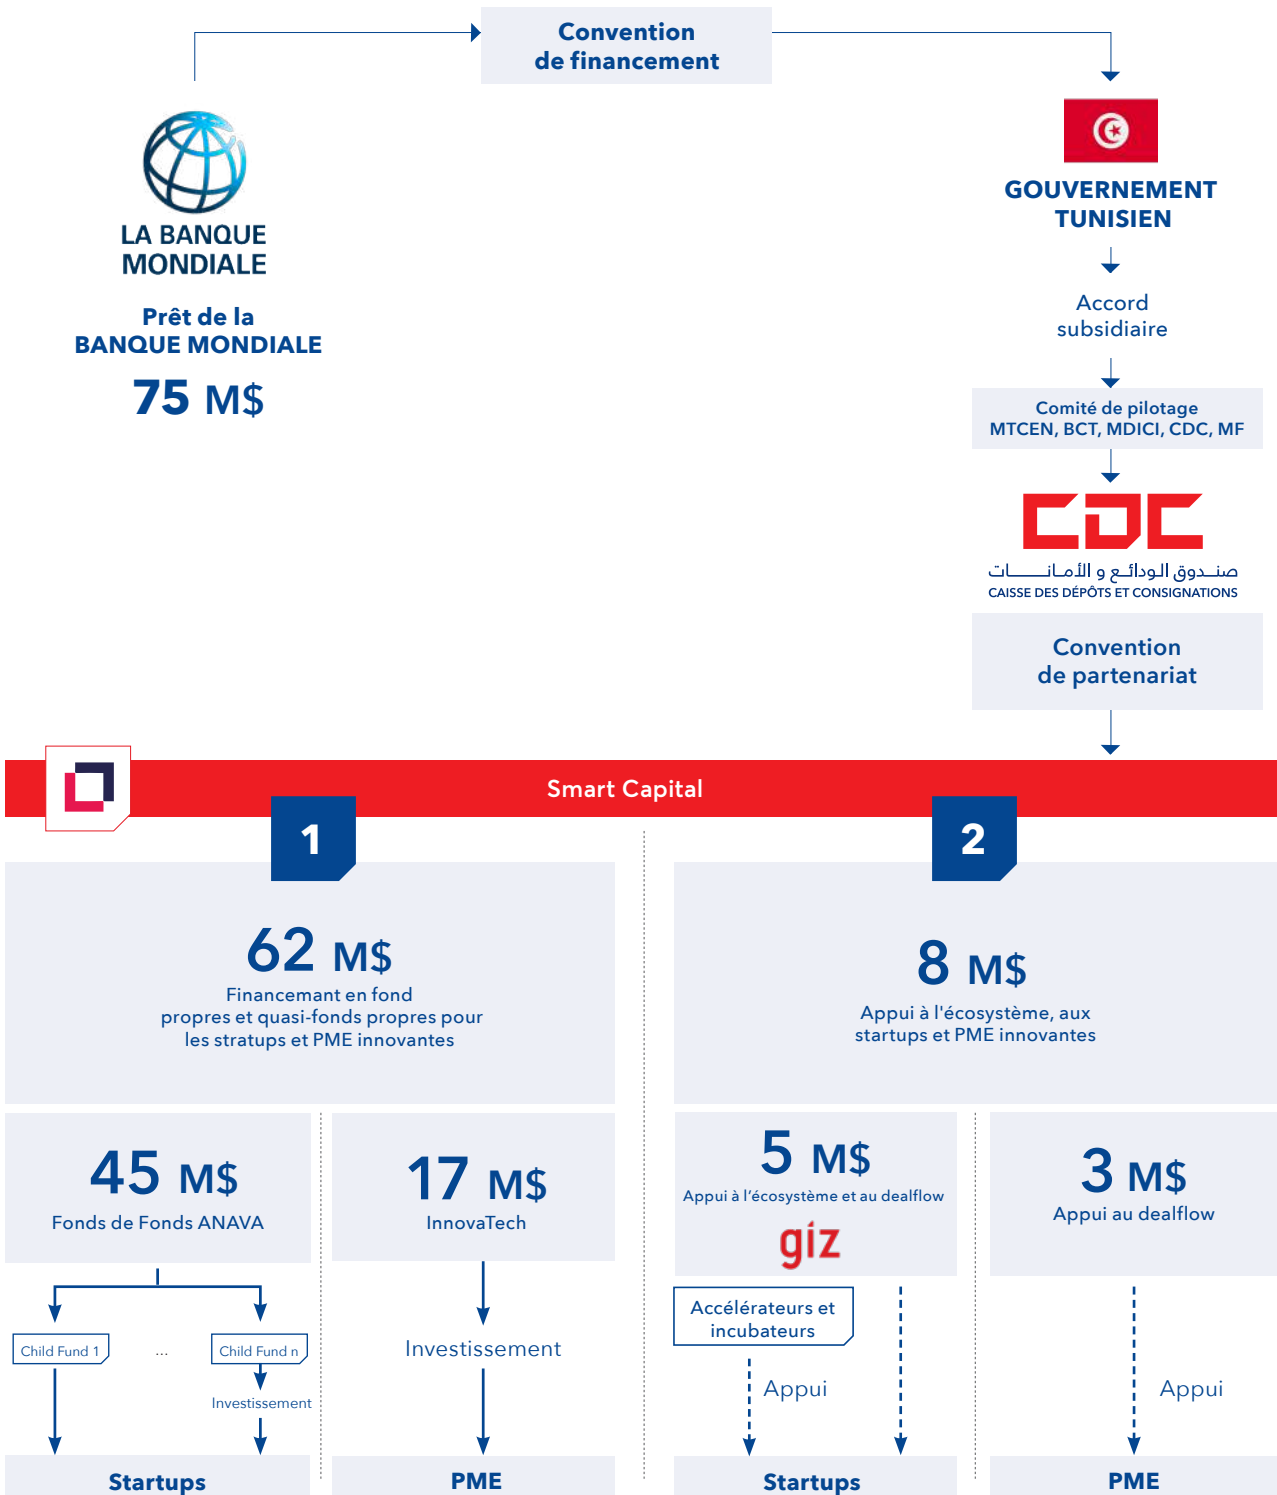 Convention
de financement
LA BANQUE
MONDIALE
Prêt de la
BANQUE MONDIALE
75 M$
GOUVERNEMENT
TUNISIEN
Accord
subsidiaire
Comité de pilotage
MTCEN, BCT, MDICI, CDC, MF
CDC
صندوق الودائع و الأمانات
CAISSE DES DÉPÔTS ET CONSIGNATIONS
Convention
de partenariat
Smart Capital
1
62 M$
Financemant en fond
propres et quasi-fonds propres pour
les stratups et PME innovantes
45 M$
Fonds de Fonds ANAVA
Child Fund 1
...
Child Fund n
Investissement
Startups
17 M$
InnovaTech
Investissement
PME
2
8 M$
Appui à l'écosystème, aux
startups et PME innovantes
5 M$
Appui à l'écosystème et au dealflow
giz
Accélérateurs et
incubateurs
Appui
Startups
3 M$
Appui au dealflow
Appui
PME